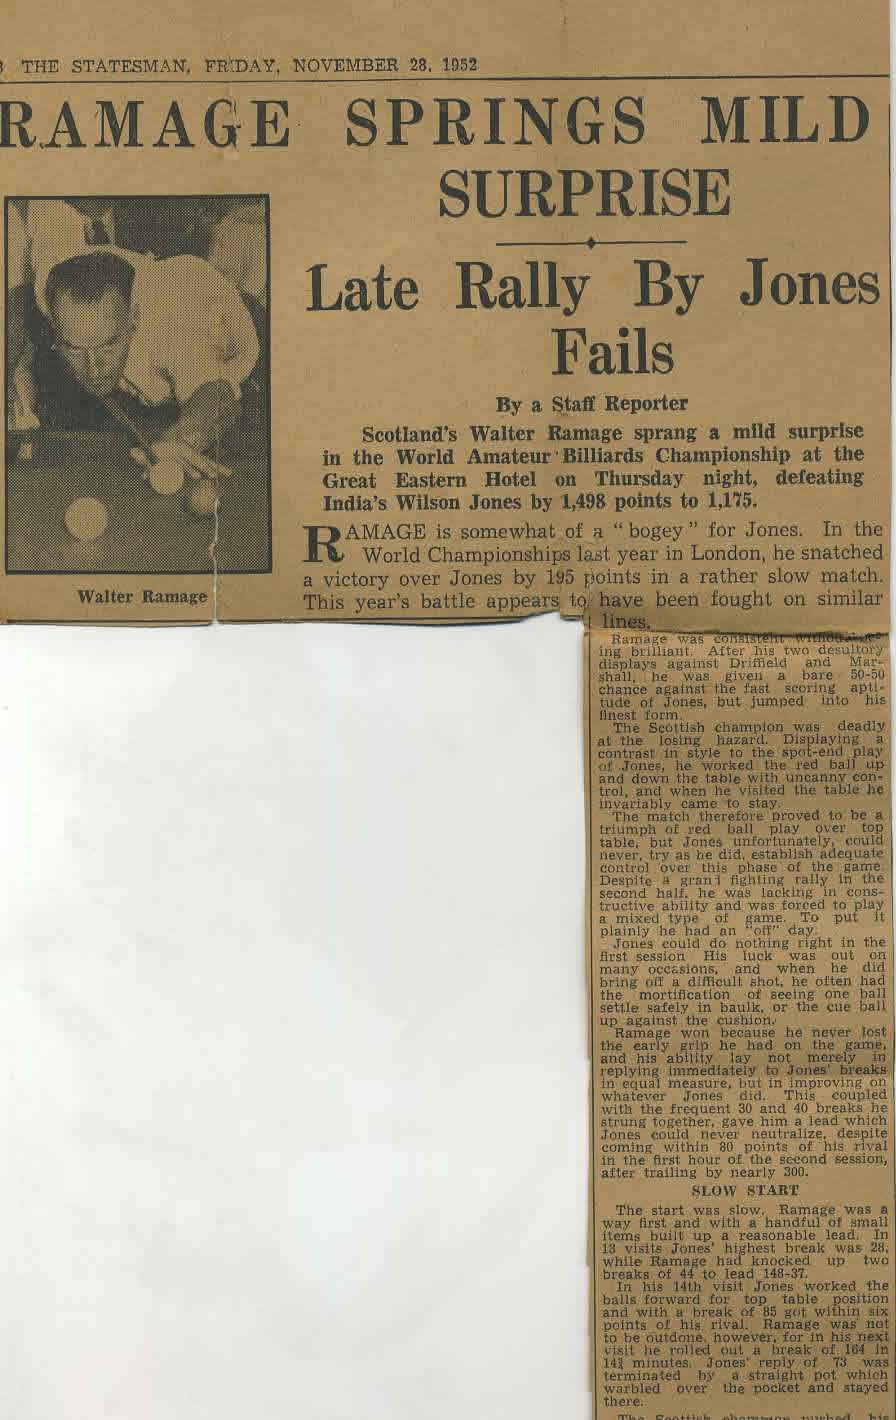 THE STATESMAN, FRIDAY, NOVEMBER 28, 1952
RAMAGE SPRINGS MILD
SURPRISE
Late Rally By Jones
Fails
By a Staff Reporter
Scotland's Walter Ramage sprang a mild surprise
in the World Amateur Billiards Championship at the
Great Eastern Hotel on Thursday night, defeating
India's Wilson Jones by 1,498 points to 1,175.
Walter Ramage
RAMAGE is somewhat of a "bogey" for Jones. In the
World Championships last year in London, he snatched
a victory over Jones by 195 points in a rather slow match.
This year's battle appears to have been fought on similar
lines.
Ramage was consistent
ing brilliant. After his two desultory
displays against Driffield and Mar-
shall, he was given a bare 50-50
chance against the fast scoring apti-
tude of Jones, but jumped into his
finest form.
The Scottish champion was deadly
at the losing hazard. Displaying a
contrast in style to the spot-end play
of Jones, he worked the red ball up
and down the table with uncanny con-
trol, and when he visited the table he
invariably came to stay.
The match therefore proved to be a
triumph of red ball play over top
table, but Jones unfortunately, could
never, try as he did, establish adequate
control over this phase of the game.
Despite a grand fighting rally in the
second half, he was lacking in cons-
tructive ability and was forced to play
a mixed type of game. To put it
plainly he had an "off" day.
Jones could do nothing right in the
first session His luck was out on
many occasions, and when he did
bring off a difficult shot, he often had
the mortification of seeing one ball
settle safely in baulk, or the cue ball
up against the cushion.
Ramage won because he never lost
the early grip he had on the game,
and his ability lay not merely in
replying immediately to Jones' breaks
in equal measure, but in improving on
whatever Jones did. This coupled
with the frequent 30 and 40 breaks he
strung together, gave him a lead which
Jones could never neutralize, despite
coming within 80 points of his rival
in the first hour of the second session,
after trailing by nearly 300.
SLOW START
The start was slow. Ramage was a
way first and with a handful of small
items built up a reasonable lead. In
13 visits Jones' highest break was 28,
while Ramage had knocked up two
breaks of 44 to lead 148-37.
In his 14th visit Jones worked the
balls forward for top table position
and with a break of 85 got within six
points of his rival. Ramage was not
to be outdone, however, for in his next
visit he rolled out a break of 164 in
minutes. Jones' reply of 73 was
terminated by a straight pot which
warbled over the pocket and stayed
there.
The Scottish champion pushed his